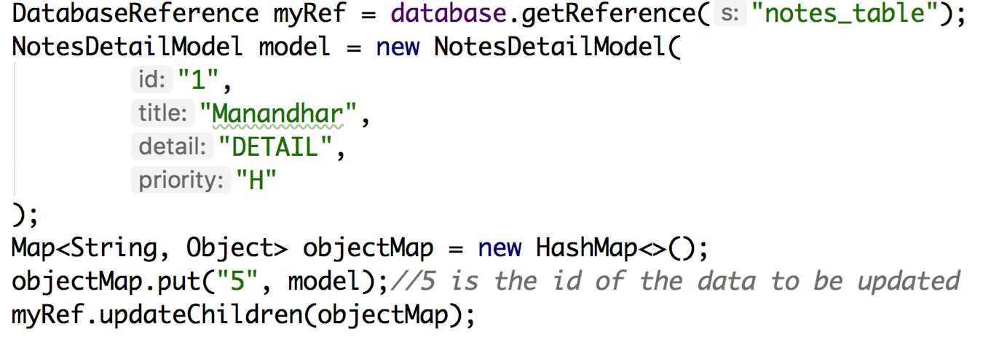 DatabaseReference myRef = database.getReference( s: "notes_table");
NotesDetailModel model = new NotesDetailModel(
id: "1",
title: "Manandhar",
detail: "DETAIL",
priority: "H"
);
Map<String, Object> objectMap = new HashMap<>();
objectMap.put("5", model);//5 is the id of the data to be updated
myRef.updateChildren(objectMap);